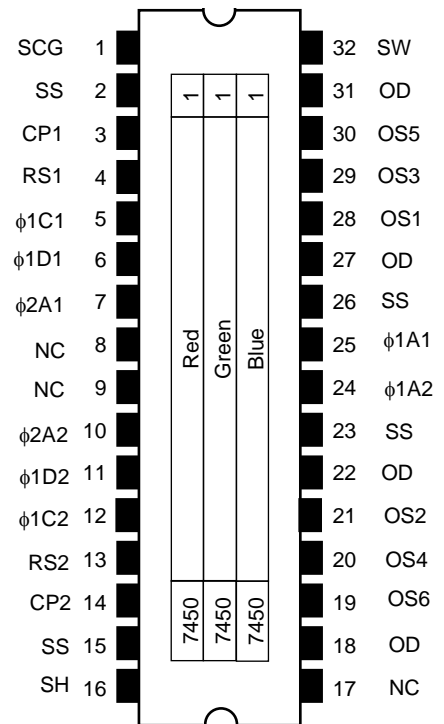 SCG 1 32 SW
SS 2 31 OD
CP1 3 30 OS5
RS1 4 29 OS3
ϕ1C1 5 28 OS1
ϕ1D1 6 27 OD
ϕ2A1 7 26 SS
NC 8 25 ϕ1A1
NC 9 24 ϕ1A2
ϕ2A2 10 23 SS
ϕ1D2 11 22 OD
ϕ1C2 12 21 OS2
RS2 13 20 OS4
CP2 14 19 OS6
SS 15 18 OD
SH 16 17 NC
1 1 1
Red Green Blue
7450 7450 7450